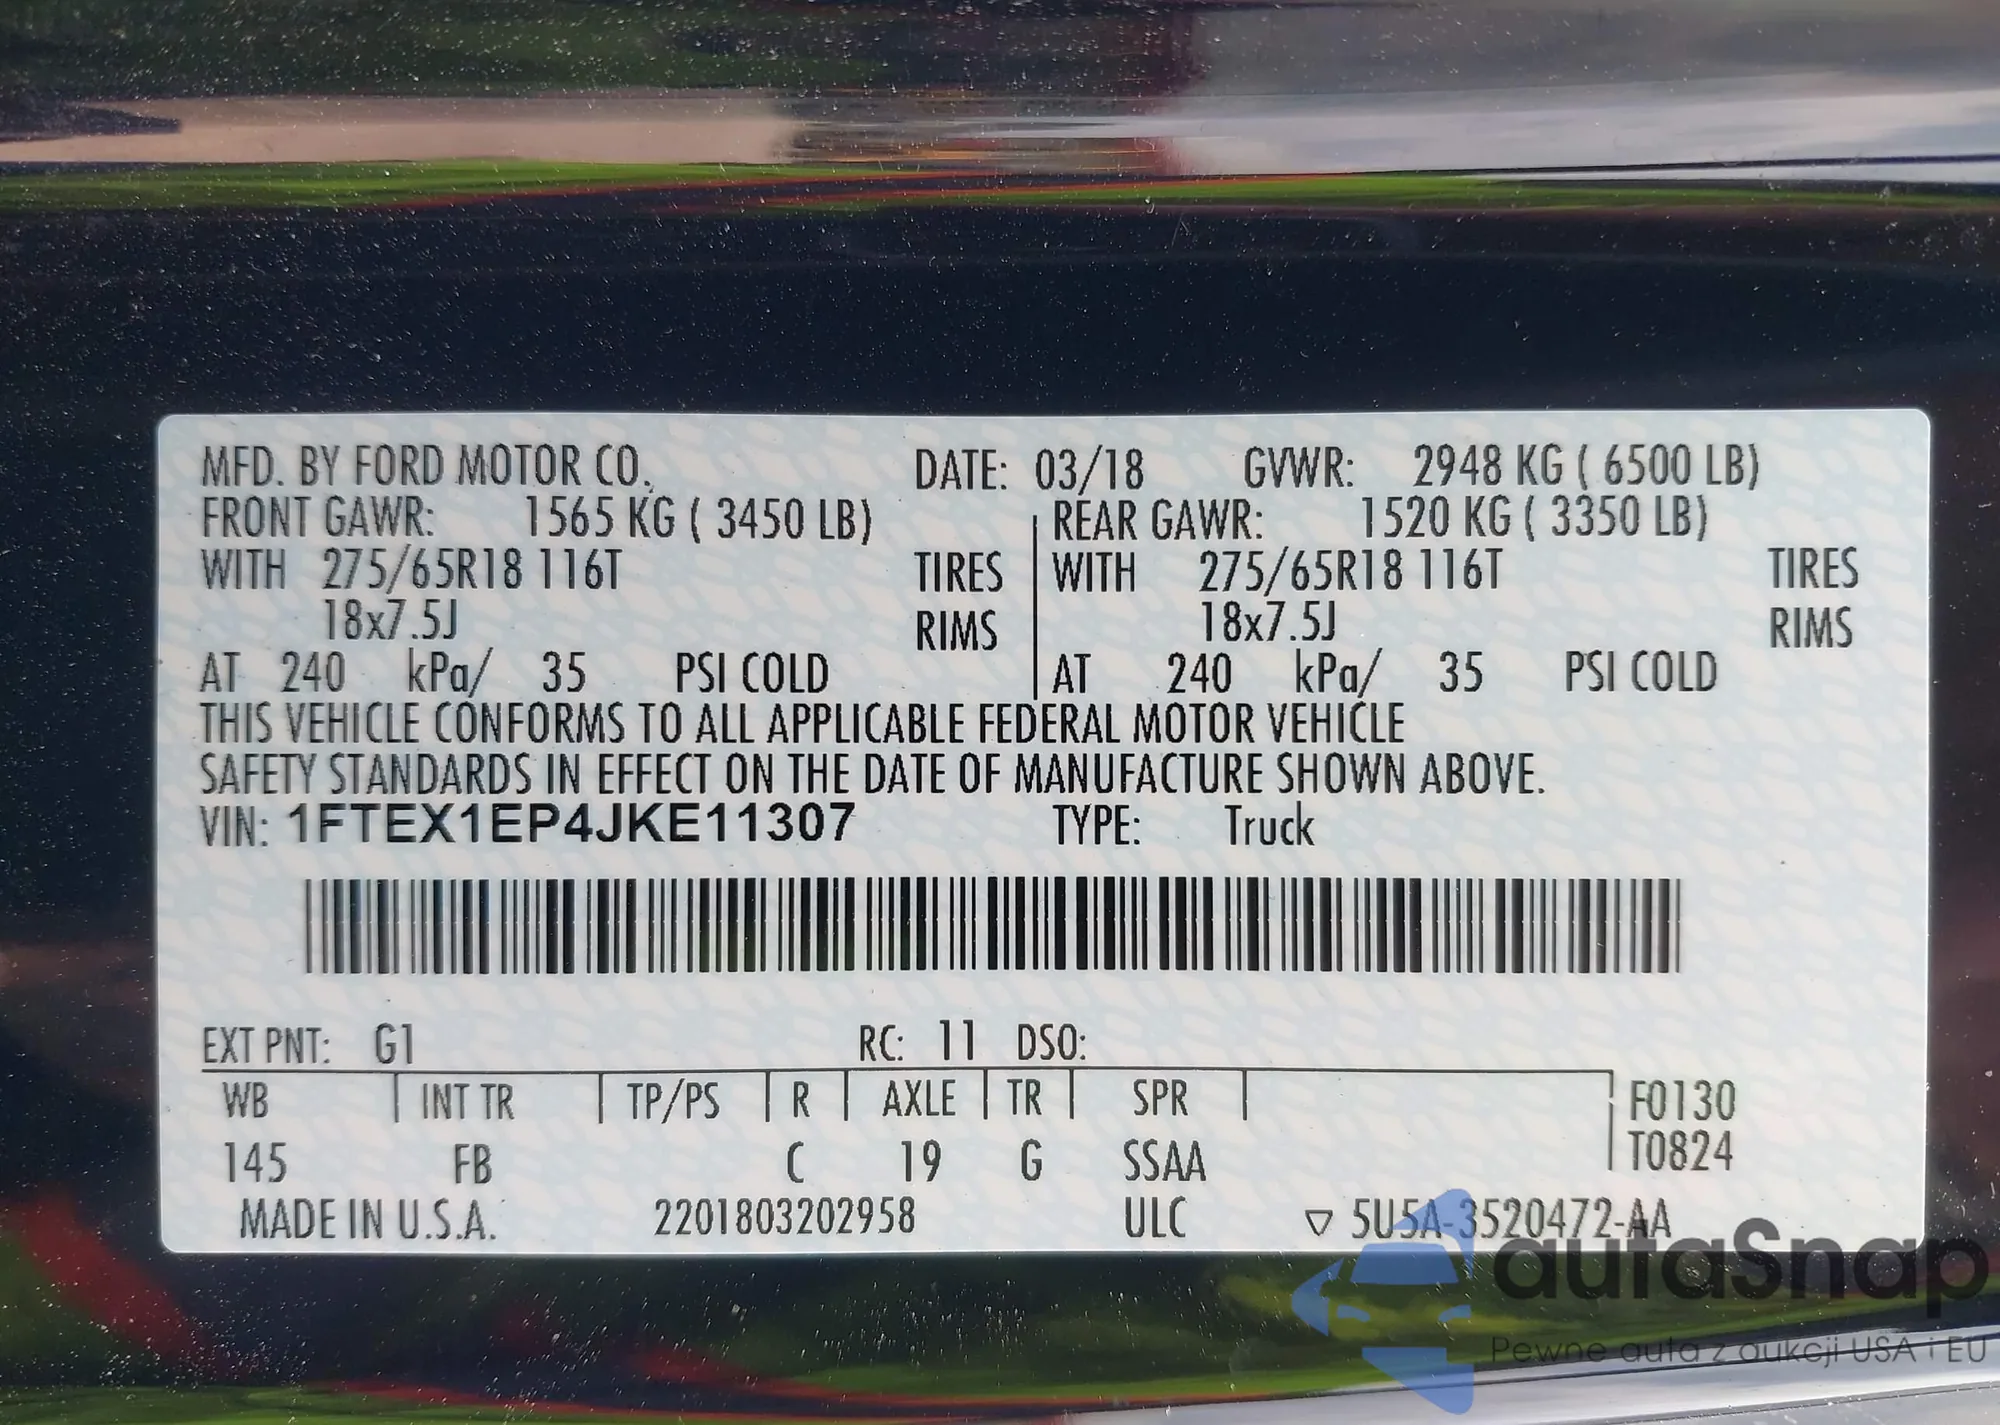 MFD. BY FORD MOTOR CO. DATE: 03/18 GVWR: 2948 KG ( 6500 LB)
FRONT GAWR: 1565 KG ( 3450 LB) REAR GAWR: 1520 KG ( 3350 LB)
WITH 275/65R18 116T TIRES WITH 275/65R18 116T TIRES
18x7.5J RIMS 18x7.5J RIMS
AT 240 kPa/ 35 PSI COLD AT 240 kPa/ 35 PSI COLD
THIS VEHICLE CONFORMS TO ALL APPLICABLE FEDERAL MOTOR VEHICLE
SAFETY STANDARDS IN EFFECT ON THE DATE OF MANUFACTURE SHOWN ABOVE.
VIN: 1FTEX1EP4JKE11307 TYPE: Truck
EXT PNT: G1 RC: 11 DSO:
WB INT TR TP/PS R AXLE TR SPR F0130
145 FB C 19 G SSAA T0824
MADE IN U.S.A. 2201803202958 ULC ▽ 5U5A-3520472-AA
autaSnap
Pewne auta z aukcji USA i EU